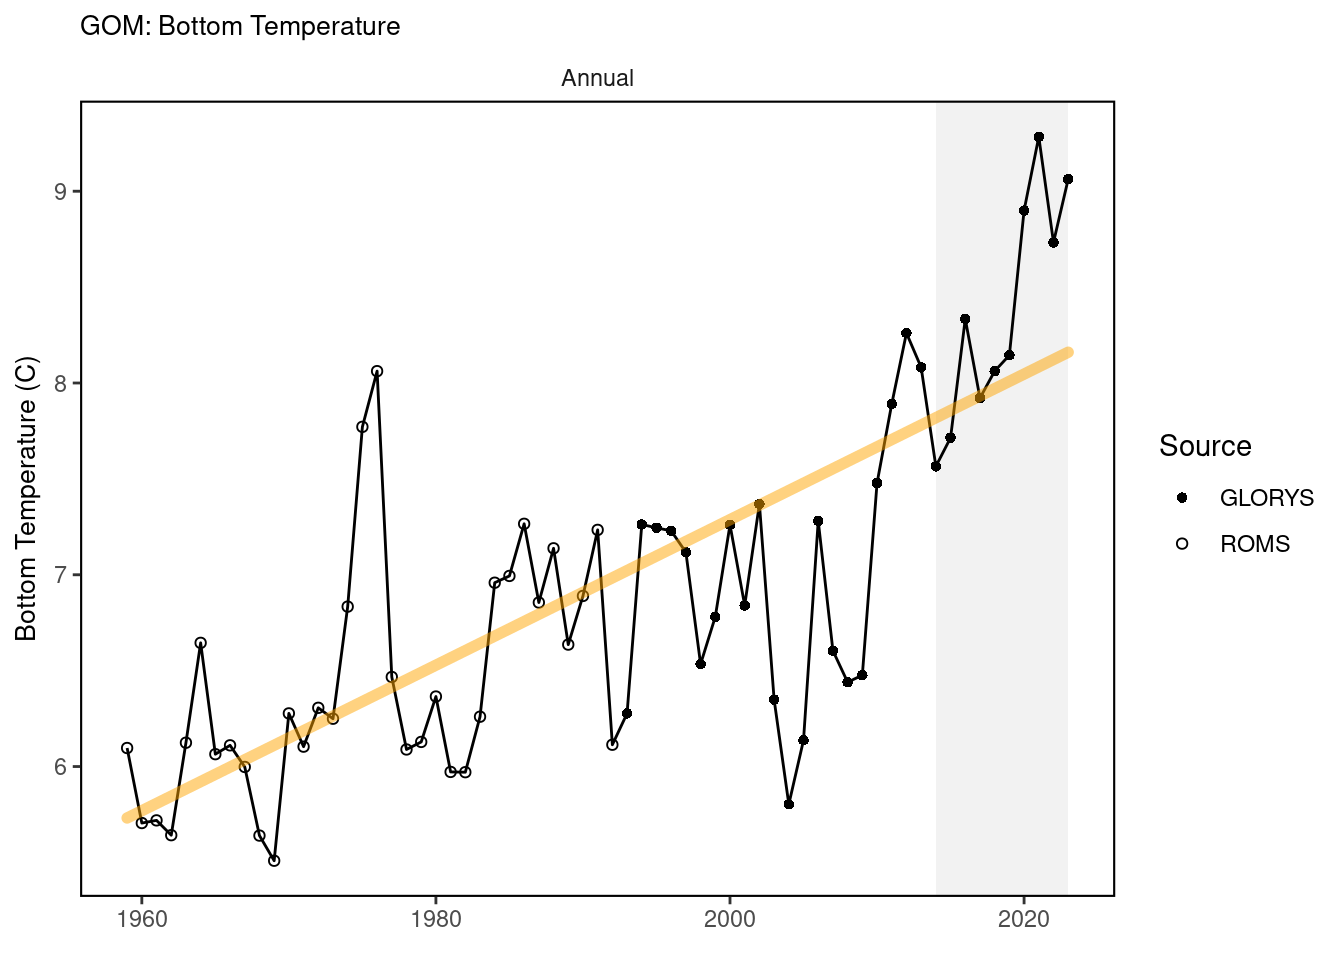 GOM: Bottom Temperature
Annual
Bottom Temperature (C)
9
8
7
6
1960 1980 2000 2020
Source
GLORYS
ROMS